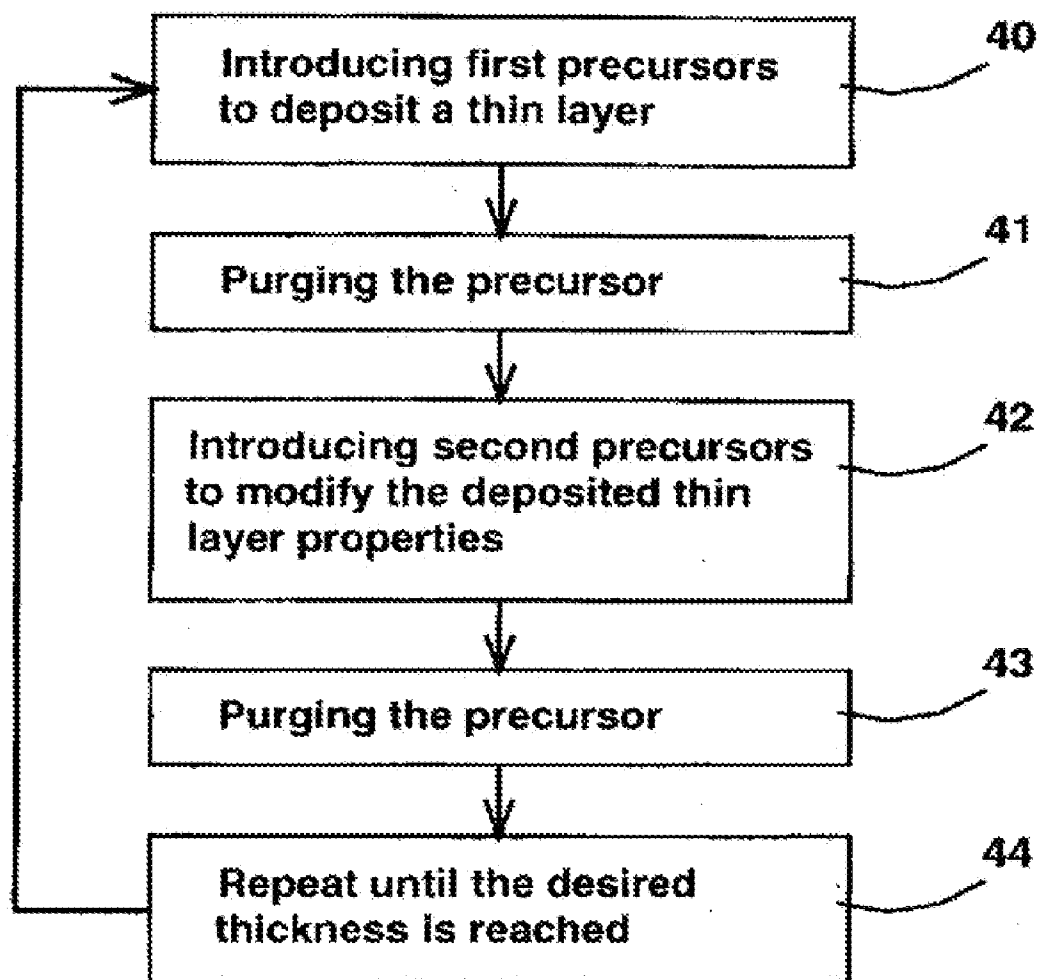 40
Introducing first precursors
to deposit a thin layer
41
Purging the precursor
42
Introducing second precursors
to modify the deposited thin
layer properties
43
Purging the precursor
44
Repeat until the desired
thickness is reached